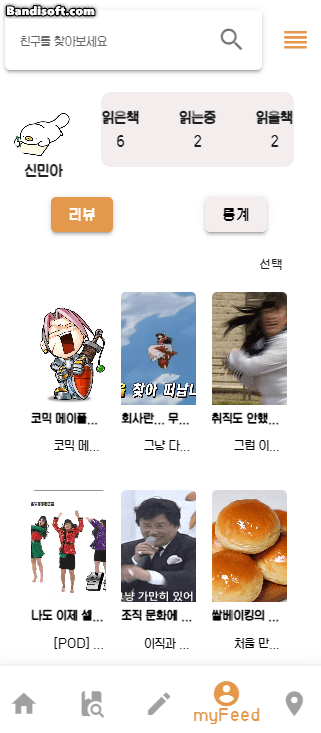 Bandisoft.com
친구를 찾아보세요
읽은책 읽는중 읽을책
6 2 2
신민아
리뷰 통계
선택
찾아 떠납니
코믹 메이플... 회사란... 무... 취직도 안했...
코믹 메... 그냥 다... 그럼 이...
그냥 가만히 있어
나도 이제 셀... 조직 문화에 ... 쌀베이킹의 ...
[POD] ... 이직과 ... 처음 만...
myFeed